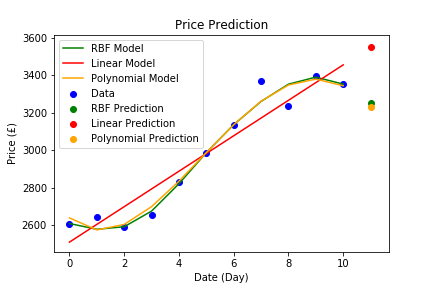 Price Prediction
3600
3400
3200
3000
2800
2600
Price (£)
RBF Model
Linear Model
Polynomial Model
Data
RBF Prediction
Linear Prediction
Polynomial Prediction
0 2 4 6 8 10
Date (Day)